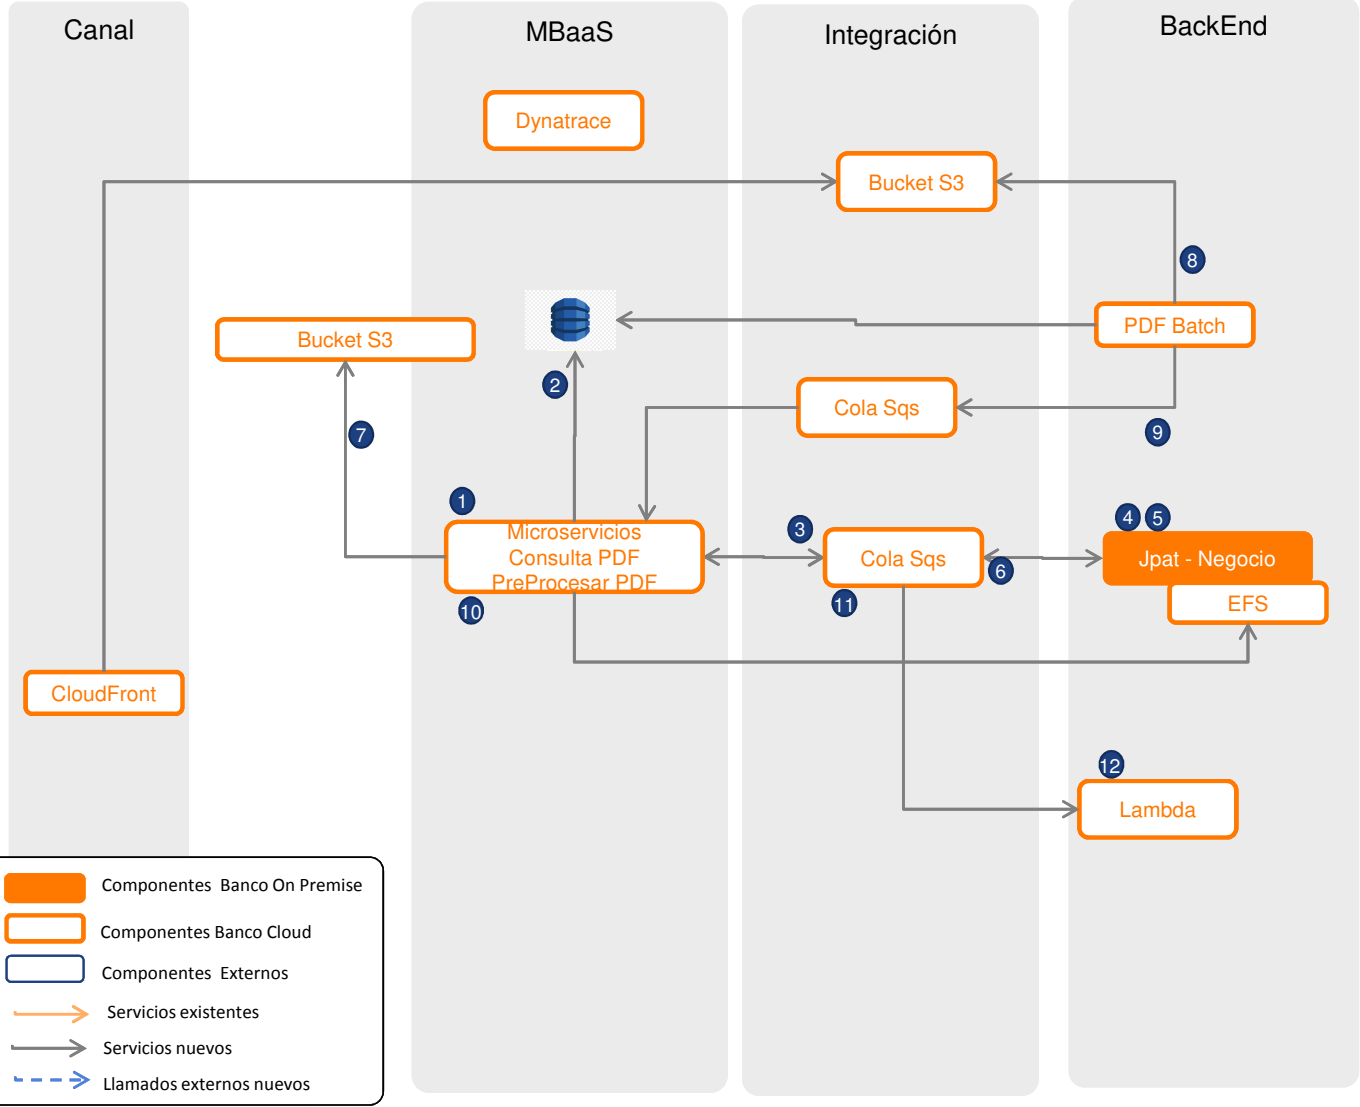 Canal
MBaaS
Integración
BackEnd
Dynatrace
Bucket S3
8
Bucket S3
PDF Batch
2
Cola Sqs
7
9
1
3
4
5
Microservicios
Consulta PDF
PreProcesar PDF
Cola Sqs
6
Jpat - Negocio
10
11
EFS
CloudFront
12
Lambda
Componentes Banco On Premise
Componentes Banco Cloud
Componentes Externos
Servicios existentes
Servicios nuevos
Llamados externos nuevos